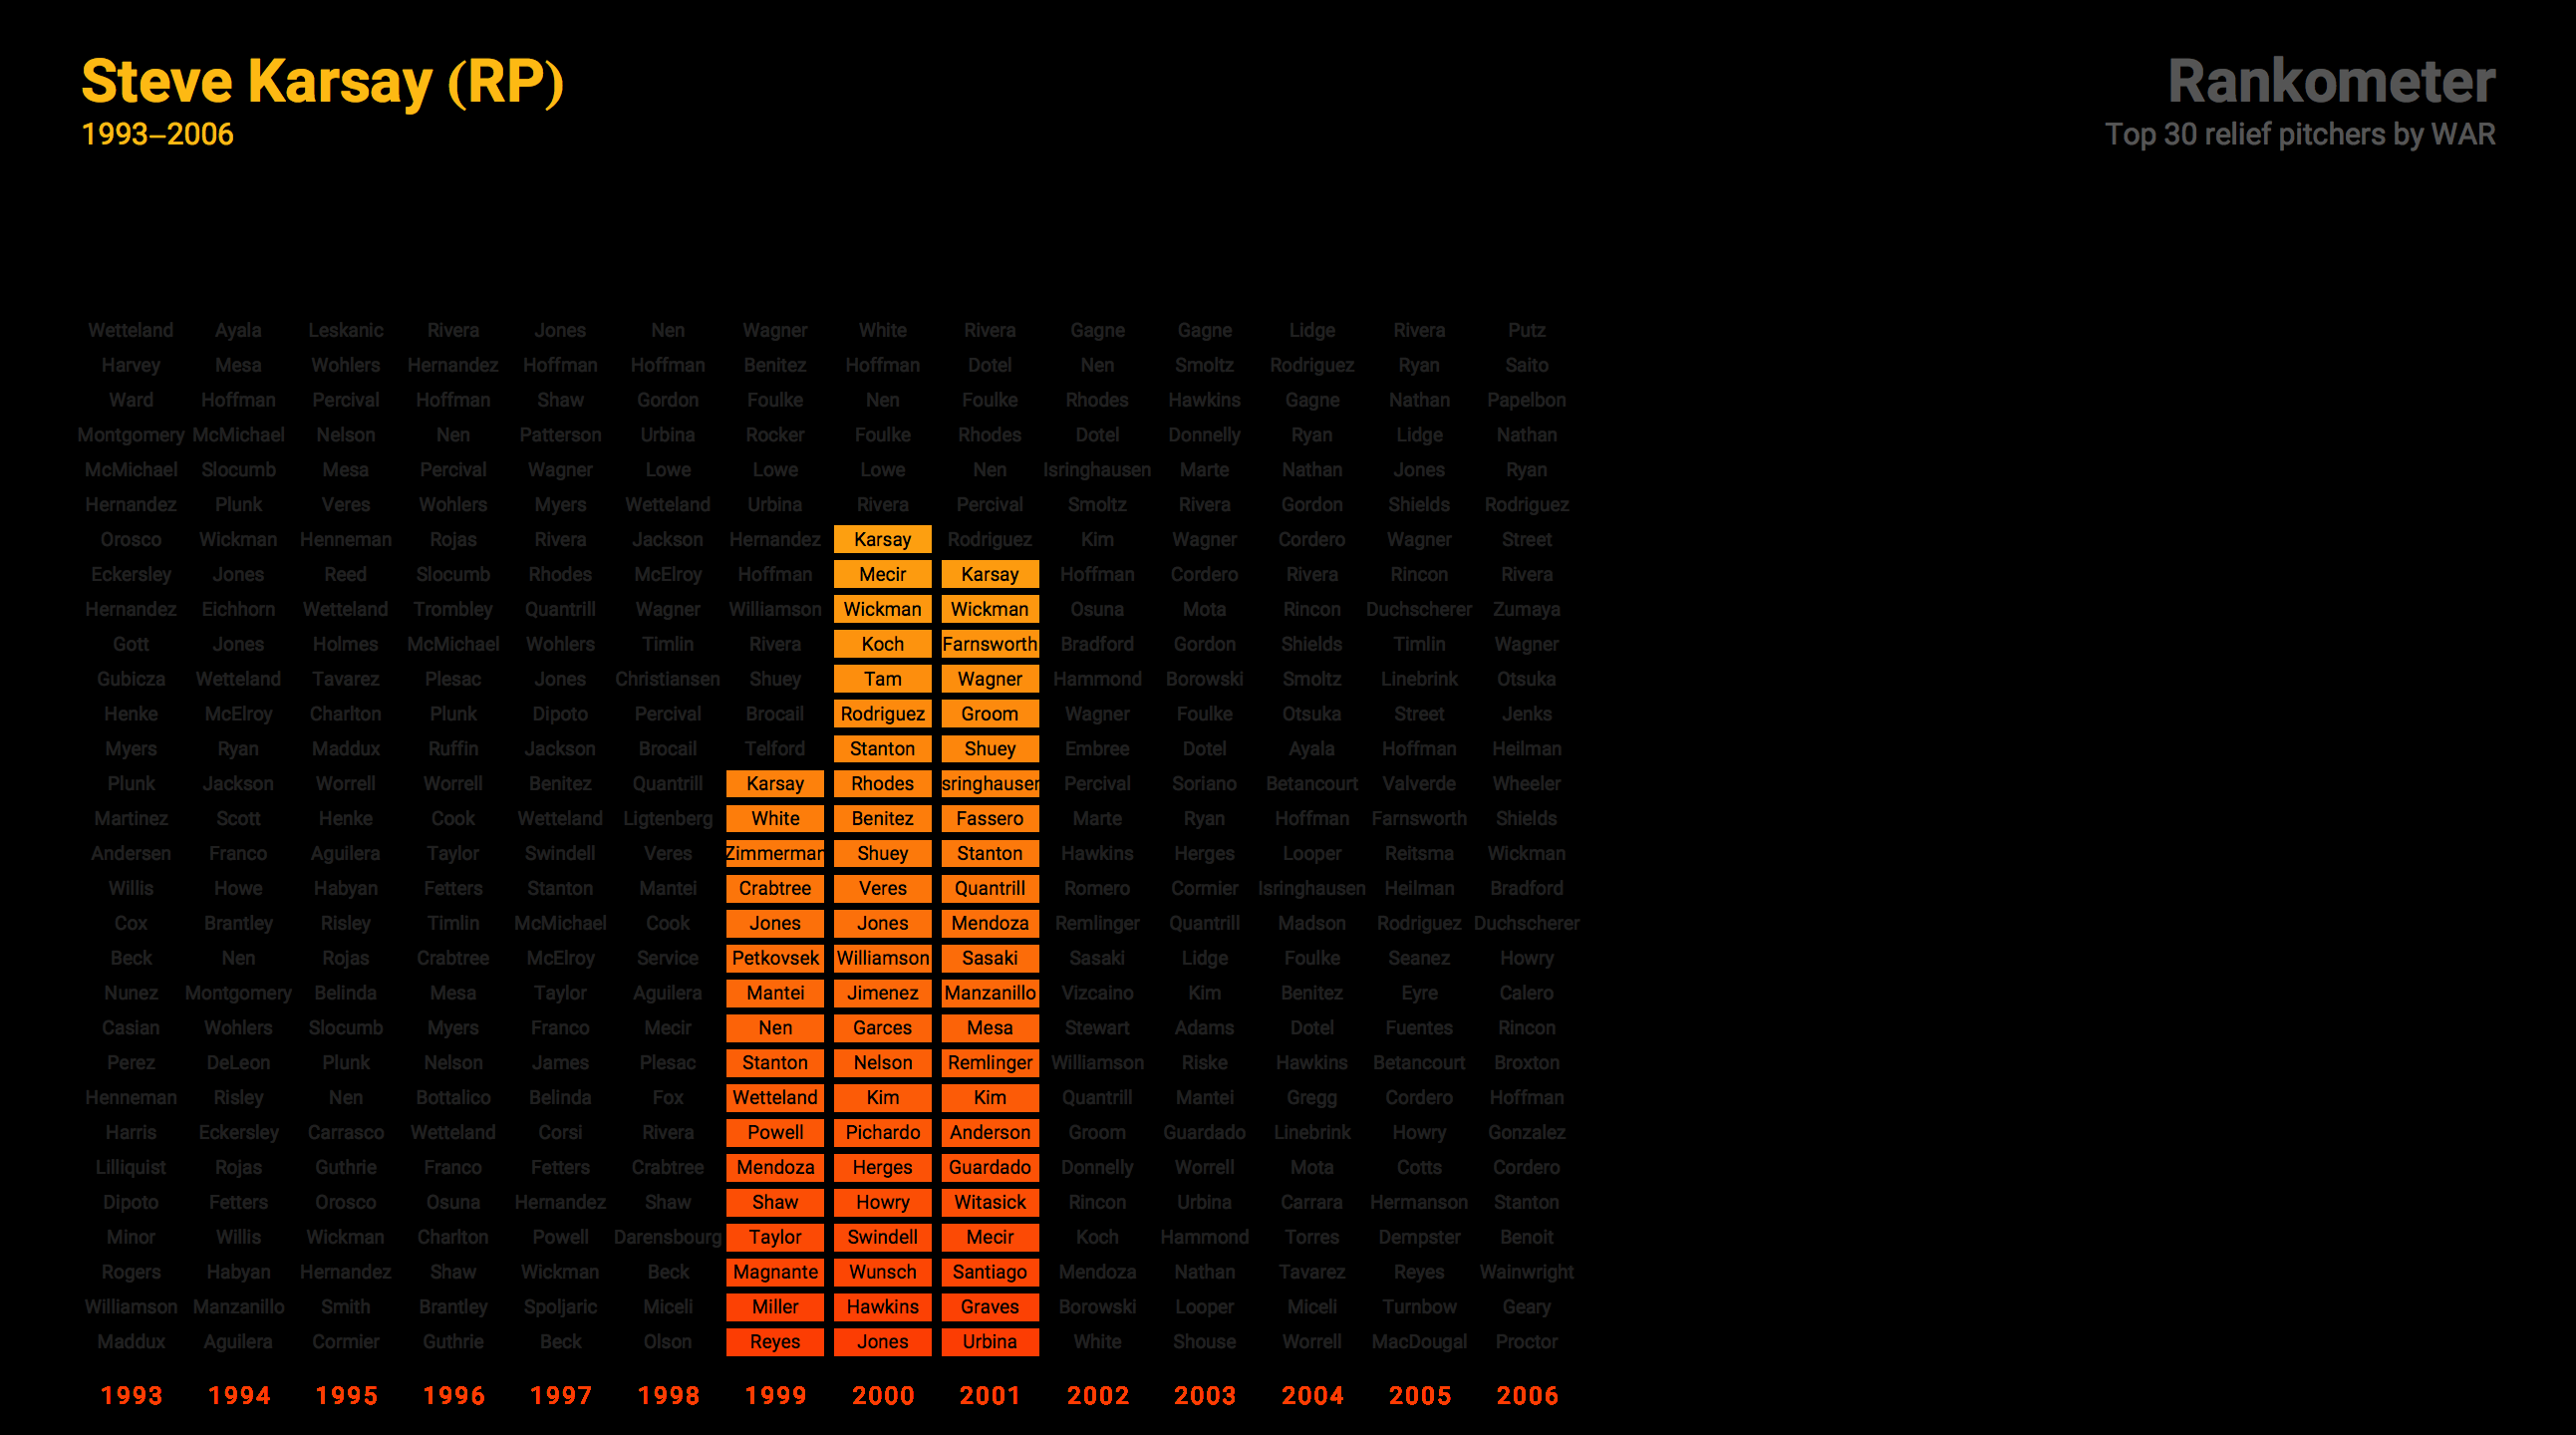 Steve Karsay (RP)
1993–2006
Rankometer
Top 30 relief pitchers by WAR
Wetteland Ayala Leskanic Rivera Jones Nen Wagner White Rivera Gagne Gagne Lidge Rivera Putz
Harvey Mesa Wohlers Hernandez Hoffman Hoffman Benitez Hoffman Dotel Nen Smoltz Rodriguez Ryan Saito
Ward Hoffman Percival Hoffman Shaw Gordon Foulke Nen Foulke Rhodes Hawkins Gagne Nathan Papelbon
Montgomery McMichael Nelson Nen Patterson Urbina Rocker Foulke Rhodes Dotel Donnelly Ryan Lidge Nathan
McMichael Slocumb Mesa Percival Wagner Lowe Lowe Lowe Nen Isringhausen Marte Nathan Jones Ryan
Hernandez Plunk Veres Wohlers Myers Wetteland Urbina Rivera Percival Smoltz Rivera Gordon Shields Rodriguez
Orosco Wickman Henneman Rojas Rivera Jackson Hernandez Karsay Rodriguez Kim Wagner Cordero Wagner Street
Eckersley Jones Reed Slocumb Rhodes McElroy Hoffman Mecir Karsay Hoffman Cordero Rivera Rincon Rivera
Hernandez Eichhorn Wetteland Trombley Quantrill Wagner Williamson Wickman Wickman Osuna Mota Rincon Duchscherer Zumaya
Gott Jones Holmes McMichael Wohlers Timlin Rivera Koch Farnsworth Bradford Gordon Shields Timlin Wagner
Gubicza Wetteland Tavarez Plesac Jones Christiansen Shuey Tam Wagner Hammond Borowski Smoltz Linebrink Otsuka
Henke McElroy Charlton Plunk Dipoto Percival Brocail Rodriguez Groom Wagner Foulke Otsuka Street Jenks
Myers Ryan Maddux Ruffin Jackson Brocail Telford Stanton Shuey Embree Dotel Ayala Hoffman Heilman
Plunk Jackson Worrell Worrell Benitez Quantrill Karsay Rhodes sringhauser Percival Soriano Betancourt Valverde Wheeler
Martinez Scott Henke Cook Wetteland Ligtenberg White Benitez Fassero Marte Ryan Hoffman Farnsworth Shields
Andersen Franco Aguilera Taylor Swindell Veres Zimmerman Shuey Stanton Hawkins Herges Looper Reitsma Wickman
Willis Howe Habyan Fetters Stanton Mantei Crabtree Veres Quantrill Romero Cormier Isringhausen Heilman Bradford
Cox Brantley Risley Timlin McMichael Cook Jones Jones Mendoza Remlinger Quantrill Madson Rodriguez Duchscherer
Beck Nen Rojas Crabtree McElroy Service Petkovsek Williamson Sasaki Sasaki Lidge Foulke Seanez Howry
Nunez Montgomery Belinda Mesa Taylor Aguilera Mantei Jimenez Manzanillo Vizcaino Kim Benitez Eyre Calero
Casian Wohlers Slocumb Myers Franco Mecir Nen Garces Mesa Stewart Adams Dotel Fuentes Rincon
Perez DeLeon Plunk Nelson James Plesac Stanton Nelson Remlinger Williamson Riske Hawkins Betancourt Broxton
Henneman Risley Nen Bottalico Belinda Fox Wetteland Kim Kim Quantrill Mantei Gregg Cordero Hoffman
Harris Eckersley Carrasco Wetteland Corsi Rivera Powell Pichardo Anderson Groom Guardado Linebrink Howry Gonzalez
Lilliquist Rojas Guthrie Franco Fetters Crabtree Mendoza Herges Guardado Donnelly Worrell Mota Cotts Cordero
Dipoto Fetters Orosco Osuna Hernandez Shaw Shaw Howry Witasick Rincon Urbina Carrara Hermanson Stanton
Minor Willis Wickman Charlton Powell Darensbourg Taylor Swindell Mecir Koch Hammond Torres Dempster Benoit
Rogers Habyan Hernandez Shaw Wickman Beck Magnante Wunsch Santiago Mendoza Nathan Tavarez Reyes Wainwright
Williamson Manzanillo Smith Brantley Spoljaric Miceli Miller Hawkins Graves Borowski Looper Miceli Turnbow Geary
Maddux Aguilera Cormier Guthrie Beck Olson Reyes Jones Urbina White Shouse Worrell MacDougal Proctor
1993 1994 1995 1996 1997 1998 1999 2000 2001 2002 2003 2004 2005 2006